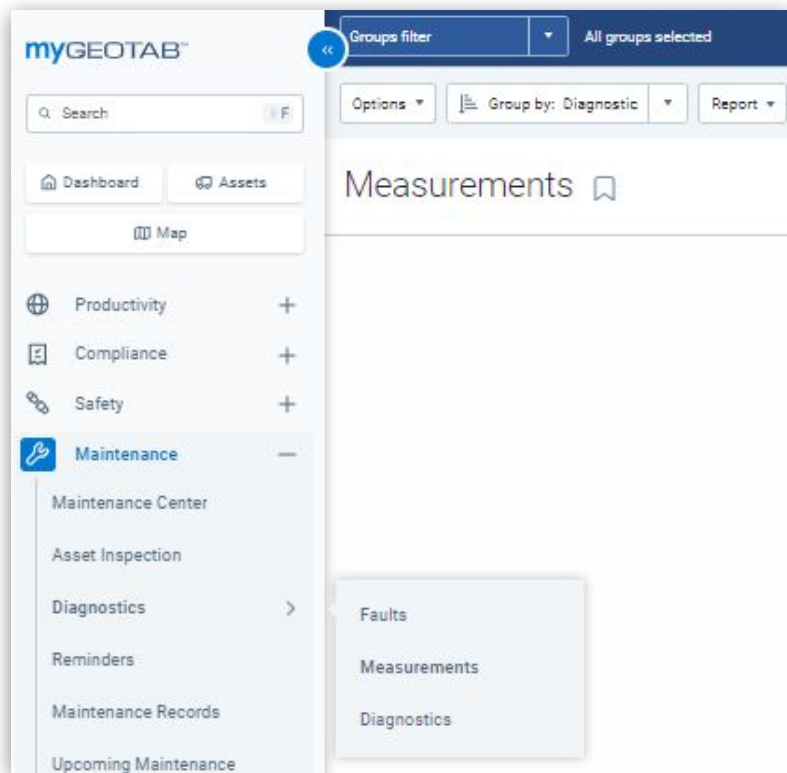 myGEOTAB™
Groups filter
All groups selected
Search
F
Options
Group by: Diagnostic
Report
Dashboard
Assets
Map
Measurements
Productivity
Compliance
Safety
Maintenance
Maintenance Center
Asset Inspection
Diagnostics
Reminders
Maintenance Records
Upcoming Maintenance
Faults
Measurements
Diagnostics